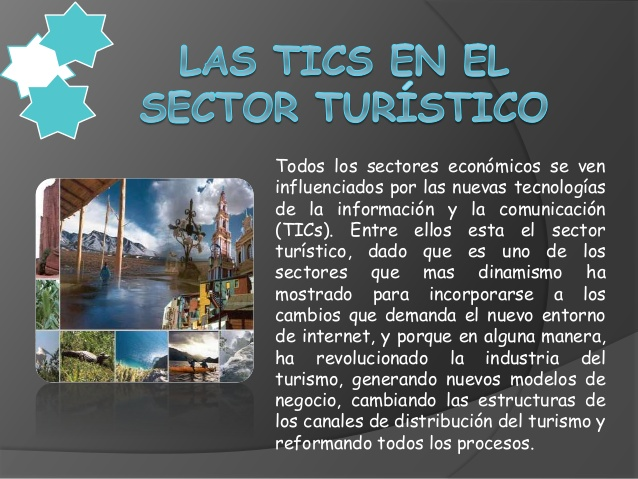 LAS TICS EN EL
SECTOR TURÍSTICO
Todos los sectores económicos se ven
influenciados por las nuevas tecnologías
de la información y la comunicación
(TICs). Entre ellos esta el sector
turístico, dado que es uno de los
sectores que mas dinamismo ha
mostrado para incorporarse a los
cambios que demanda el nuevo entorno
de internet, y porque en alguna manera,
ha revolucionado la industria del
turismo, generando nuevos modelos de
negocio, cambiando las estructuras de
los canales de distribución del turismo y
reformando todos los procesos.